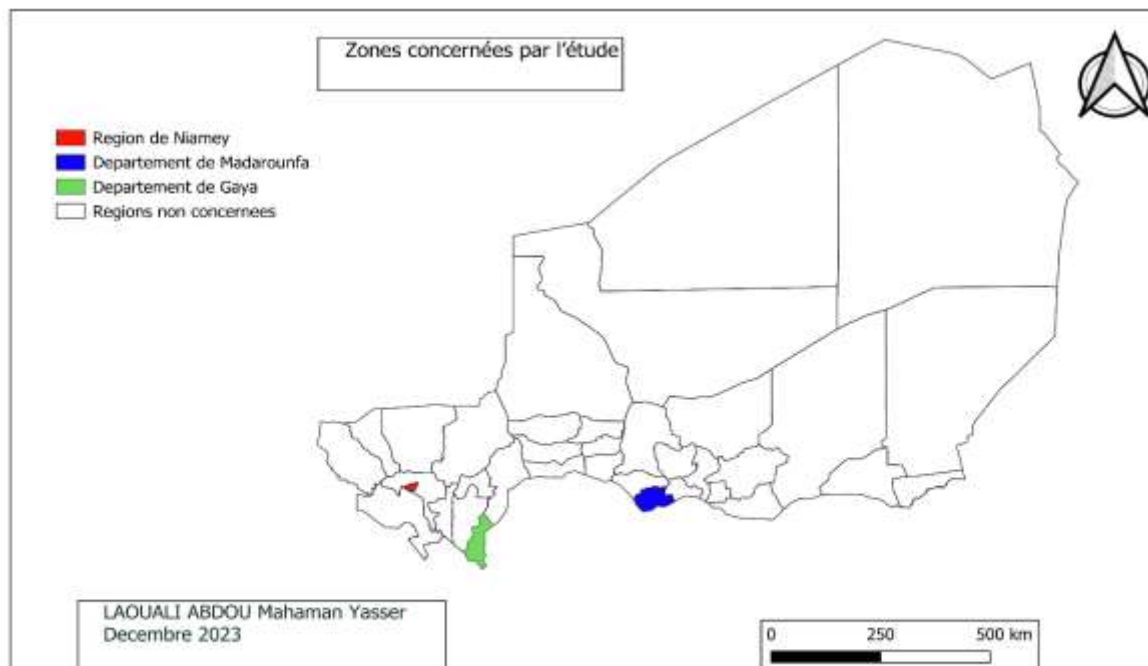 Zones concernées par l'étude
Region de Niamey
Departement de Madarounfa
Departement de Gaya
Regions non concernees
LAOUALI ABDOU Mahaman Yasser
Decembre 2023
0 250 500 km